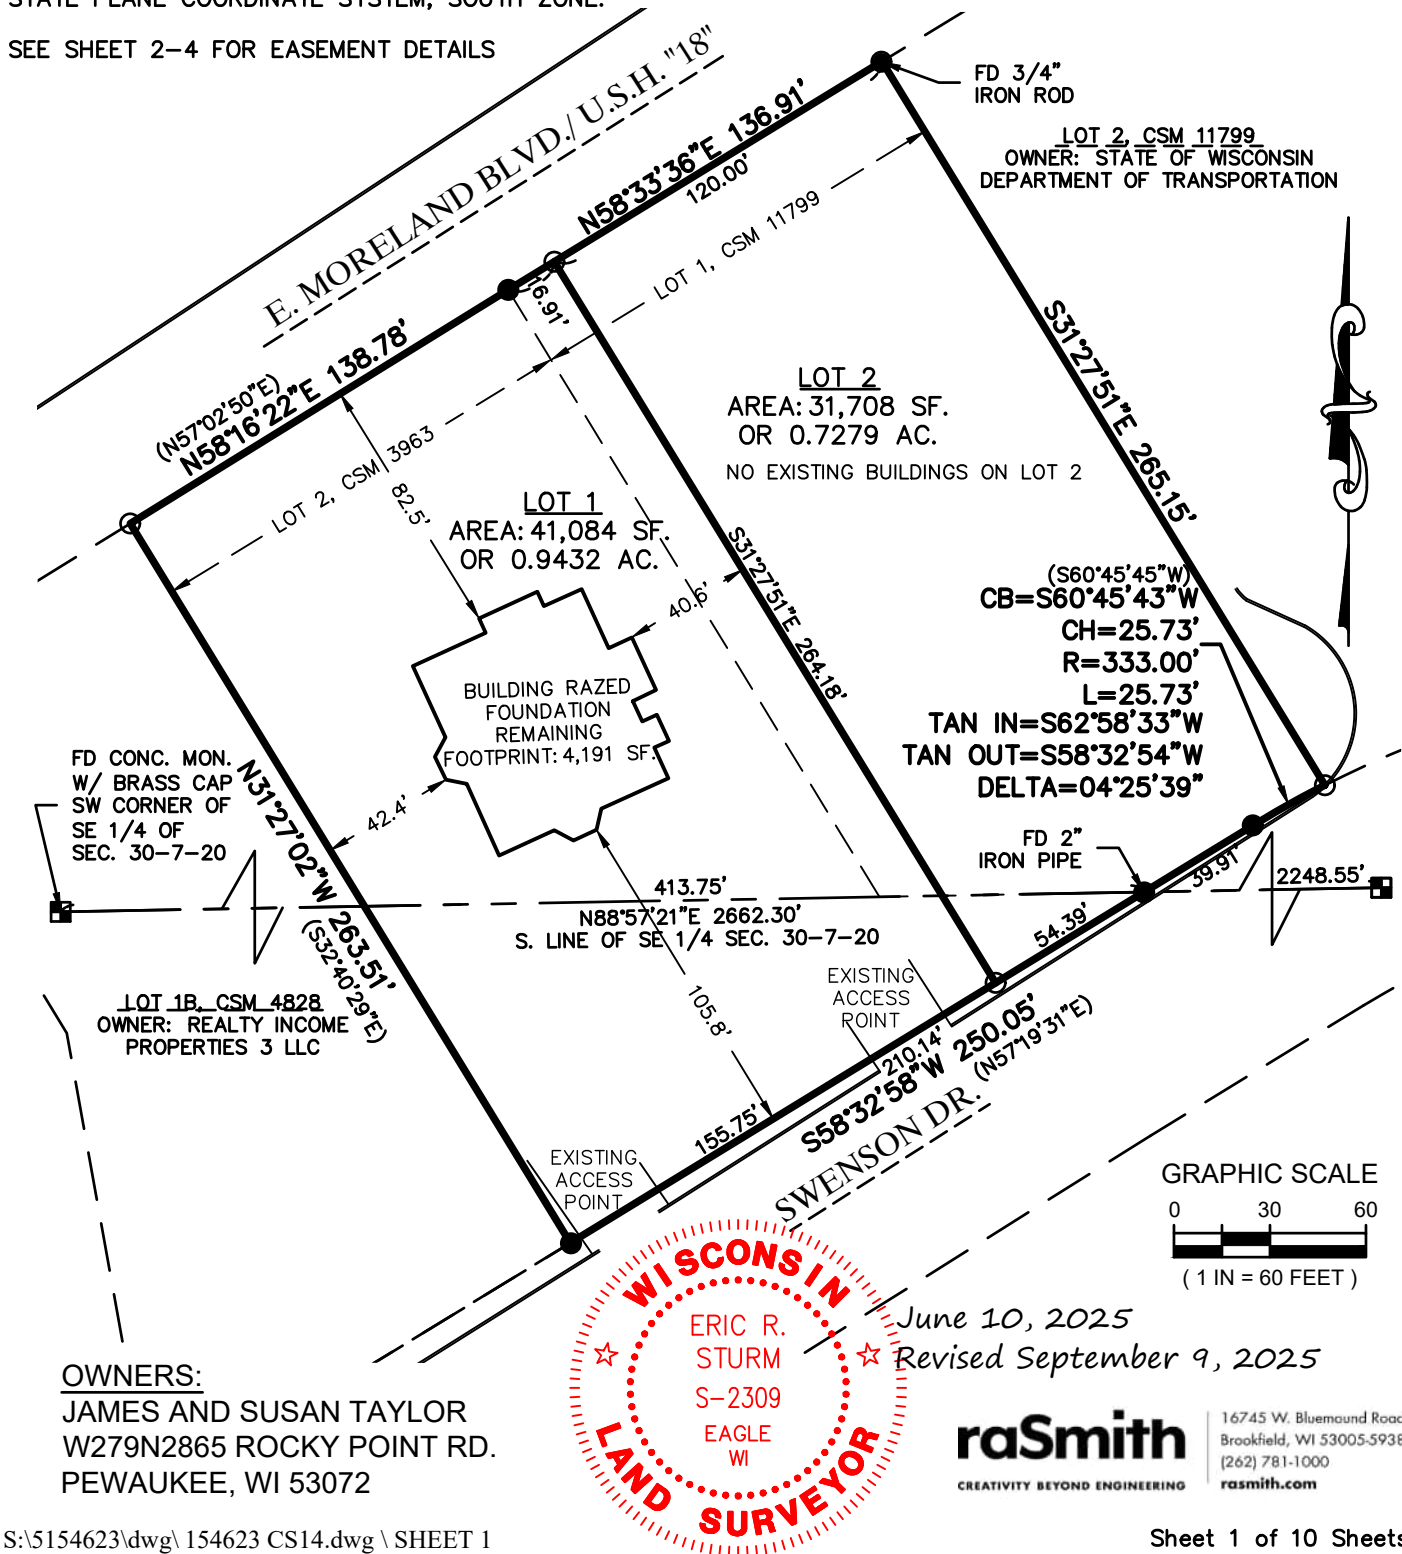 STATE PLANE COORDINATE SYSTEM, SOUTH ZONE.
SEE SHEET 2-4 FOR EASEMENT DETAILS
E. MORELAND BLVD./ U.S.H. "18"
FD 3/4"
IRON ROD
LOT 2, CSM 11799
OWNER: STATE OF WISCONSIN
DEPARTMENT OF TRANSPORTATION
N58°33'36"E 136.91'
120.00'
16.91'
LOT 1, CSM 11799
(N57°02'50"E)
N58°16'22"E 138.78'
LOT 2, CSM 3963
82.5'
LOT 2
AREA: 31,708 SF.
OR 0.7279 AC.
NO EXISTING BUILDINGS ON LOT 2
S31°27'51"E 265.15'
LOT 1
AREA: 41,084 SF.
OR 0.9432 AC.
40.6'
S31°27'51"E 264.18'
(S60°45'45"W)
CB=S60°45'43"W
CH=25.73'
R=333.00'
L=25.73'
TAN IN=S62°58'33"W
TAN OUT=S58°32'54"W
DELTA=04°25'39"
BUILDING RAZED
FOUNDATION
REMAINING
FOOTPRINT: 4,191 SF.
42.4'
FD CONC. MON.
W/ BRASS CAP
SW CORNER OF
SE 1/4 OF
SEC. 30-7-20
N31°27'02"W 263.51'
(S32°40'29"E)
FD 2"
IRON PIPE
39.91'
2248.55'
413.75'
N88°57'21"E 2662.30'
S. LINE OF SE 1/4 SEC. 30-7-20
54.39'
LOT 1B, CSM 4828
OWNER: REALTY INCOME
PROPERTIES 3 LLC
105.8'
EXISTING
ACCESS
POINT
210.14'
S58°32'58"W 250.05'
(N57°19'31"E)
155.75'
EXISTING
ACCESS
POINT
SWENSON DR.
GRAPHIC SCALE
0 30 60
( 1 IN = 60 FEET )
WISCONSIN
ERIC R.
STURM
S-2309
EAGLE
WI
LAND SURVEYOR
June 10, 2025
Revised September 9, 2025
OWNERS:
JAMES AND SUSAN TAYLOR
W279N2865 ROCKY POINT RD.
PEWAUKEE, WI 53072
raSmith
CREATIVITY BEYOND ENGINEERING
16745 W. Bluemound Road
Brookfield, WI 53005-5938
(262) 781-1000
rasmith.com
S:\5154623\dwg\ 154623 CS14.dwg \ SHEET 1
Sheet 1 of 10 Sheets